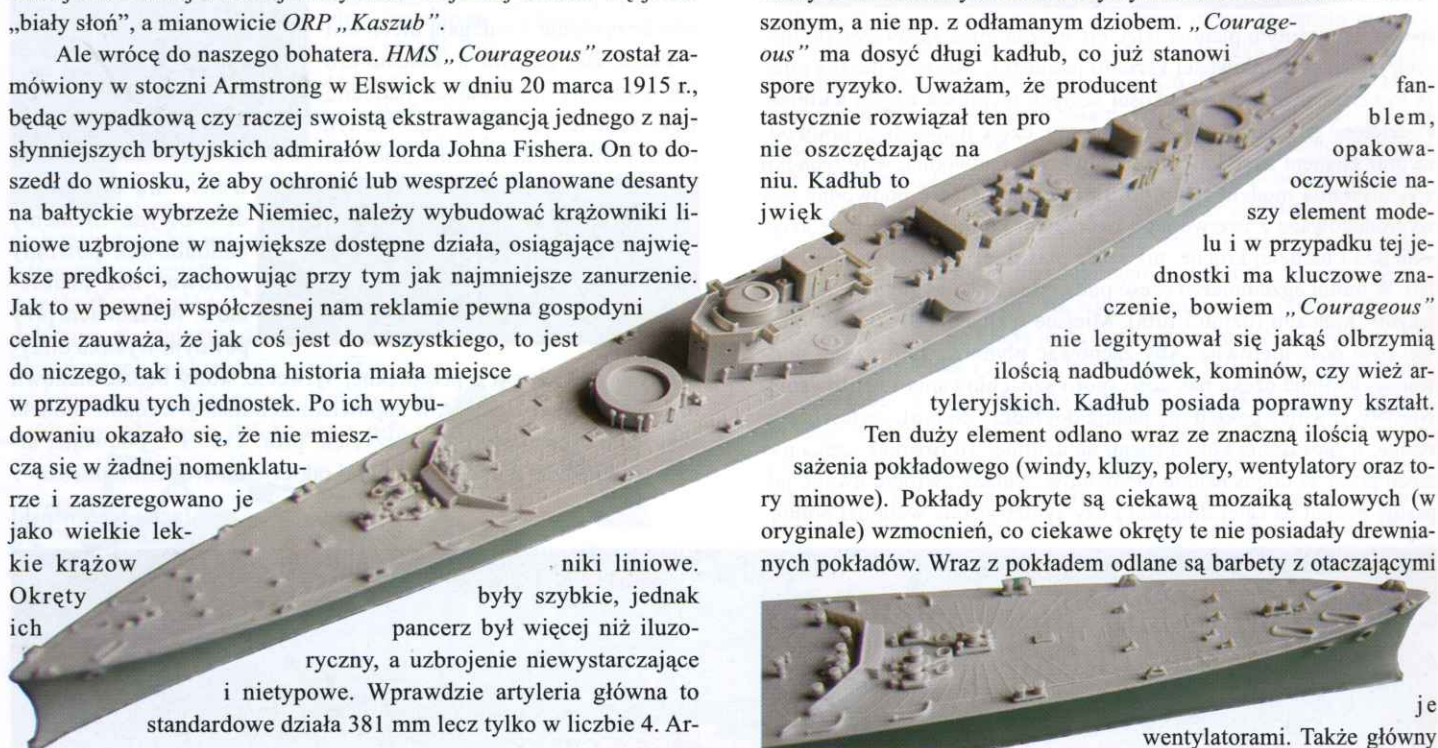 „biały słoń”, a mianowicie ORP „Kaszub”.
Ale wrócę do naszego bohatera. HMS „Courageous” został za-
mówiony w stoczni Armstrong w Elswick w dniu 20 marca 1915 r.,
będąc wypadkową czy raczej swoistą ekstrawagancją jednego z naj-
słynniejszych brytyjskich admirałów lorda Johna Fishera. On to do-
szedł do wniosku, że aby ochronić lub wesprzeć planowane desanty
na bałtyckie wybrzeże Niemiec, należy wybudować krążowniki li-
niowe uzbrojone w największe dostępne działa, osiągające najwię-
ksze prędkości, zachowując przy tym jak najmniejsze zanurzenie.
Jak to w pewnej współczesnej nam reklamie pewna gospodyni
celnie zauważa, że jak coś jest do wszystkiego, to jest
do niczego, tak i podobna historia miała miejsce
w przypadku tych jednostek. Po ich wybu-
dowaniu okazało się, że nie miesz-
czą się w żadnej nomenklatu-
rze i zaszeregowano je
jako wielkie lek-
kie krążow niki liniowe.
Okręty były szybkie, jednak
ich pancerz był więcej niż iluzo-
ryczny, a uzbrojenie niewystarczające
i nietypowe. Wprawdzie artyleria główna to
standardowe działa 381 mm lecz tylko w liczbie 4. Ar-
szonym, a nie np. z odłamanym dziobem. „Courage-
ous” ma dosyć długi kadłub, co już stanowi
spore ryzyko. Uważam, że producent fan-
tastycznie rozwiązał ten pro blem,
nie oszczędzając na opakowa-
niu. Kadłub to oczywiście na-
jwięk szy element mode-
lu i w przypadku tej je-
dnostki ma kluczowe zna-
czenie, bowiem „Courageous”
nie legitymował się jakąś olbrzymią
ilością nadbudówek, kominów, czy wież ar-
tyleryjskich. Kadłub posiada poprawny kształt.
Ten duży element odlano wraz ze znaczną ilością wypo-
sażenia pokładowego (windy, kluzy, polery, wentylatory oraz to-
ry minowe). Pokłady pokryte są ciekawą mozaiką stalowych (w
oryginale) wzmocnień, co ciekawe okręty te nie posiadały drewnia-
nych pokładów. Wraz z pokładem odlane są barbety z otaczającymi
je
wentylatorami. Także główny